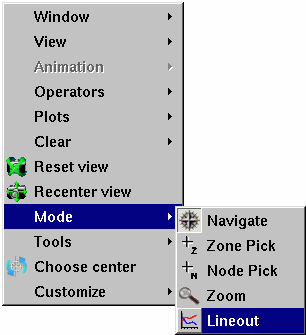 Window
View
Animation
Operators
Plots
Clear
Reset view
Recenter view
Mode
Tools
Choose center
Customize
Navigate
Z
Zone Pick
N
Node Pick
Zoom
Lineout